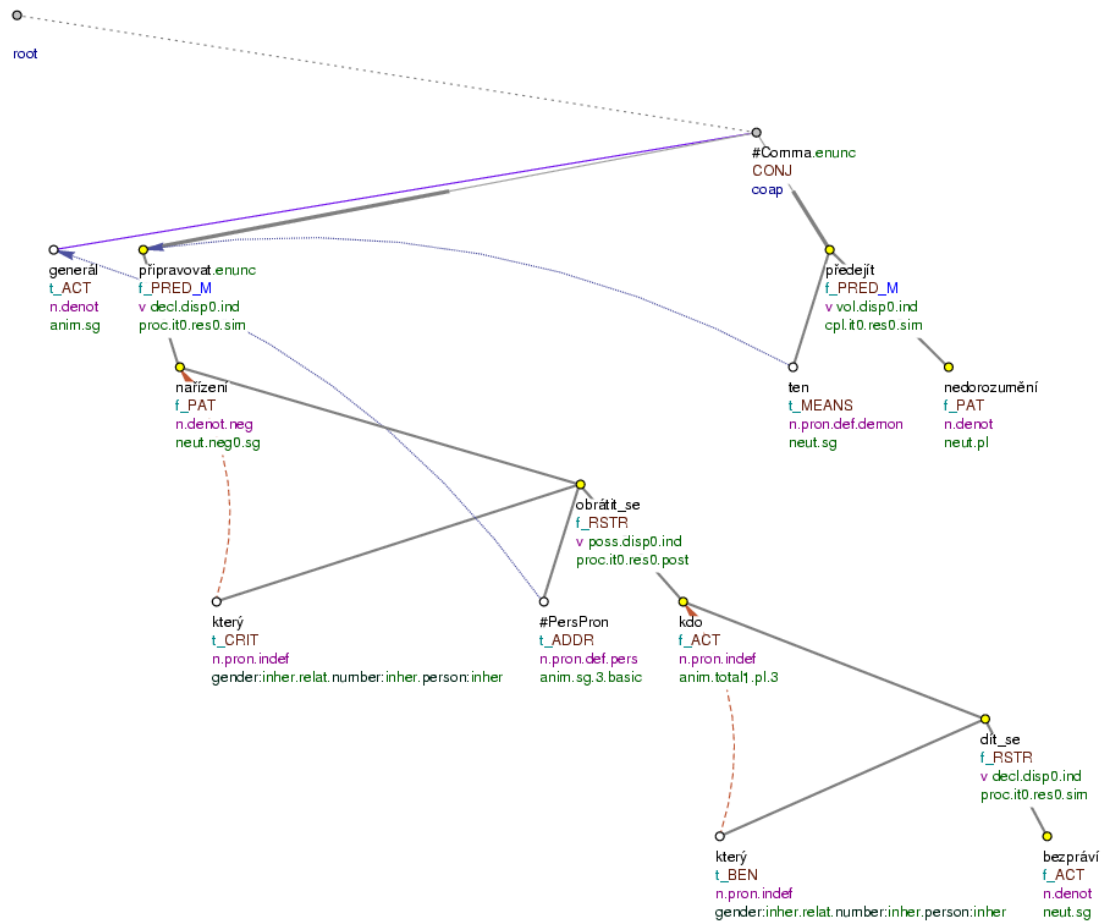 root
#Comma.enunc
CONJ
coap
generál
t_ACT
n.denot
anim.sg
připravovat.enunc
f_PRED_M
v decl.disp0.ind
proc.it0.res0.sim
předejít
f_PRED_M
v vol.disp0.ind
cpl.it0.res0.sim
nařízení
f_PAT
n.denot.neg
neut.neg0.sg
ten
t_MEANS
n.pron.def.demon
neut.sg
nedorozumění
f_PAT
n.denot
neut.pl
obrátit_se
f_RSTR
v poss.disp0.ind
proc.it0.res0.post
který
t_CRIT
n.pron.indef
gender:inher.relat.number:inher.person:inher
#PersPron
t_ADDR
n.pron.def.pers
anim.sg.3.basic
kdo
f_ACT
n.pron.indef
anim.total1.pl.3
dít_se
f_RSTR
v decl.disp0.ind
proc.it0.res0.sim
který
t_BEN
n.pron.indef
gender:inher.relat.number:inher.person:inher
bezpráví
f_ACT
n.denot
neut.sg